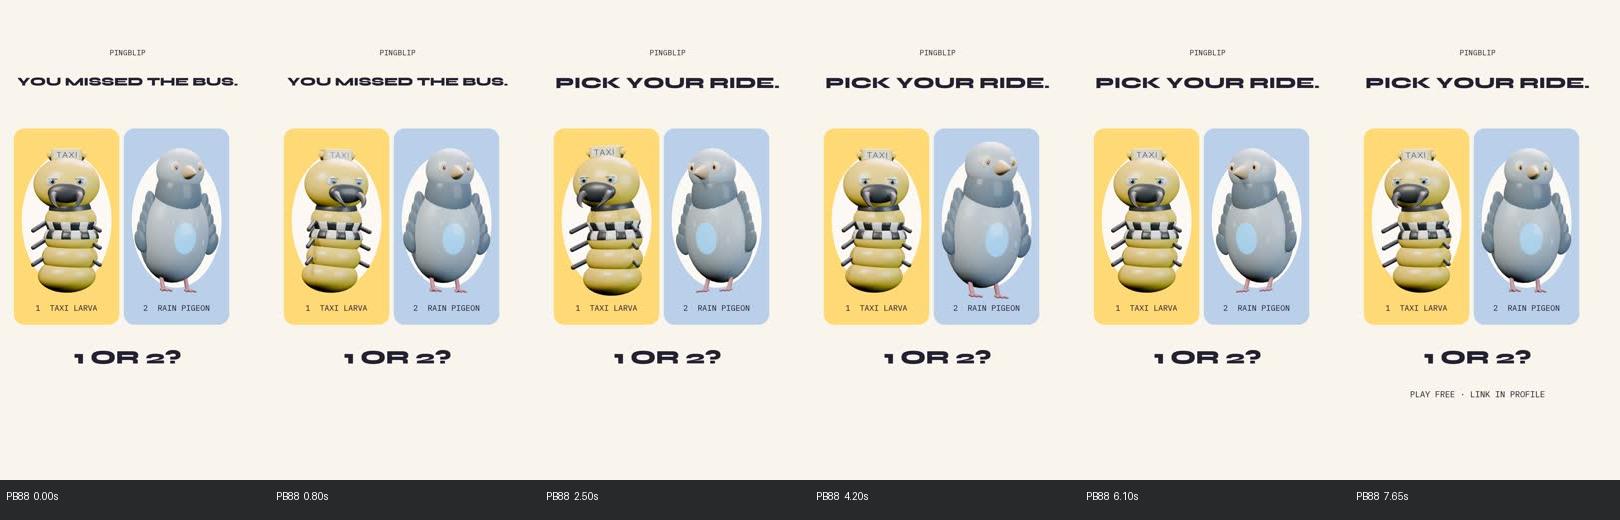 PINGBLIP
YOU MISSED THE BUS.
TAXI
1 TAXI LARVA
2 RAIN PIGEON
1 OR 2?
PB88 0.00s
PINGBLIP
YOU MISSED THE BUS.
TAXI
1 TAXI LARVA
2 RAIN PIGEON
1 OR 2?
PB88 0.80s
PINGBLIP
PICK YOUR RIDE.
TAXI
1 TAXI LARVA
2 RAIN PIGEON
1 OR 2?
PB88 2.50s
PINGBLIP
PICK YOUR RIDE.
TAXI
1 TAXI LARVA
2 RAIN PIGEON
1 OR 2?
PB88 4.20s
PINGBLIP
PICK YOUR RIDE.
TAXI
1 TAXI LARVA
2 RAIN PIGEON
1 OR 2?
PB88 6.10s
PINGBLIP
PICK YOUR RIDE.
TAXI
1 TAXI LARVA
2 RAIN PIGEON
1 OR 2?
PLAY FREE · LINK IN PROFILE
PB88 7.65s